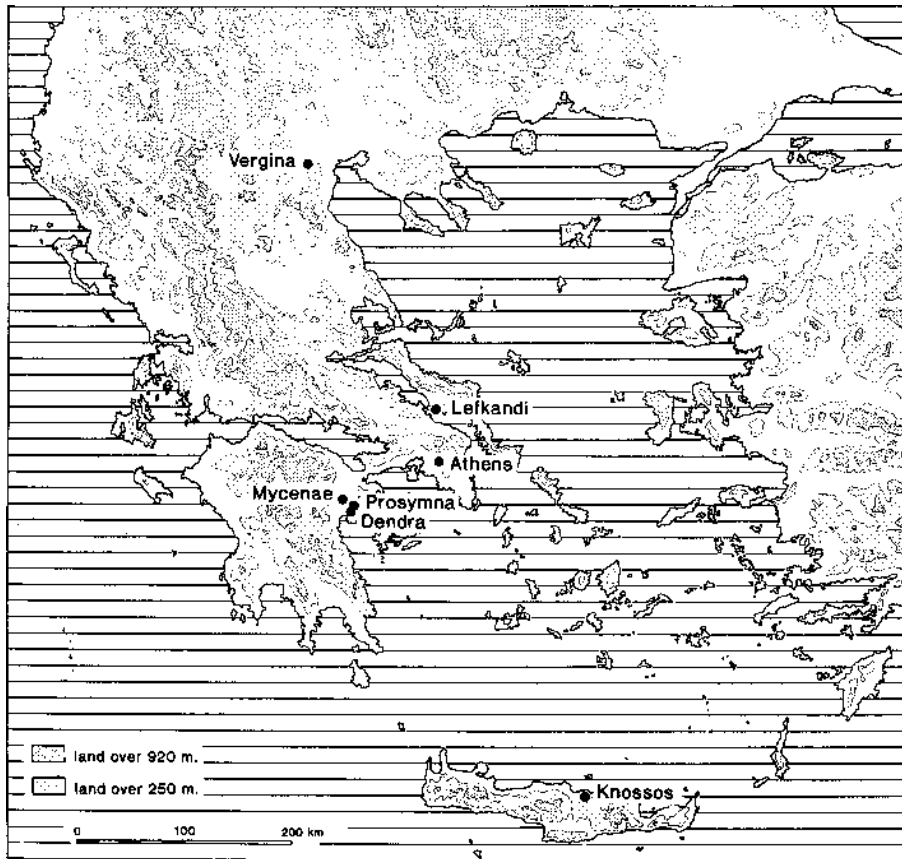 Vergina
Lefkandi
Athens
Mycenae
Prosymna
Dendra
land over 920 m.
land over 250 m.
Knossos
0 100 200 km